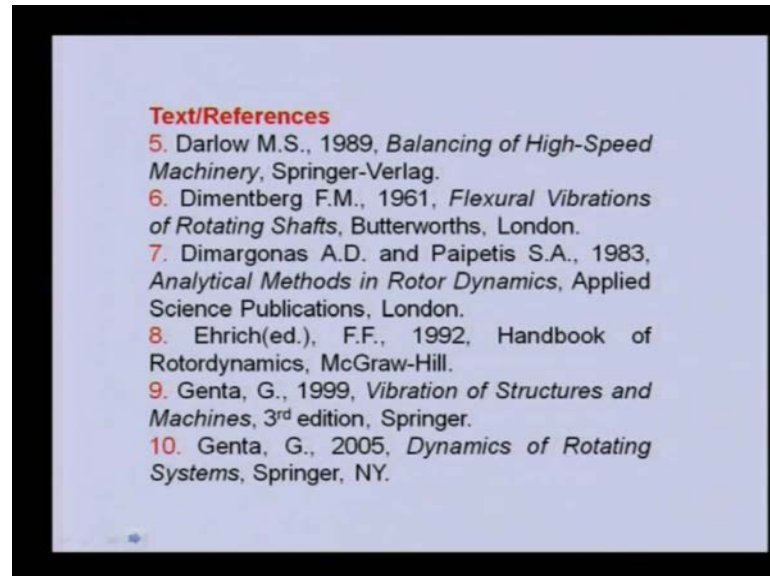 Text/References
5. Darlow M.S., 1989, Balancing of High-Speed
Machinery, Springer-Verlag.
6. Dimentberg F.M., 1961, Flexural Vibrations
of Rotating Shafts, Butterworths, London.
7. Dimargonas A.D. and Paipetis S.A., 1983,
Analytical Methods in Rotor Dynamics, Applied
Science Publications, London.
8. Ehrich(ed.), F.F., 1992, Handbook of
Rotordynamics, McGraw-Hill.
9. Genta, G., 1999, Vibration of Structures and
Machines, 3rd edition, Springer.
10. Genta, G., 2005, Dynamics of Rotating
Systems, Springer, NY.